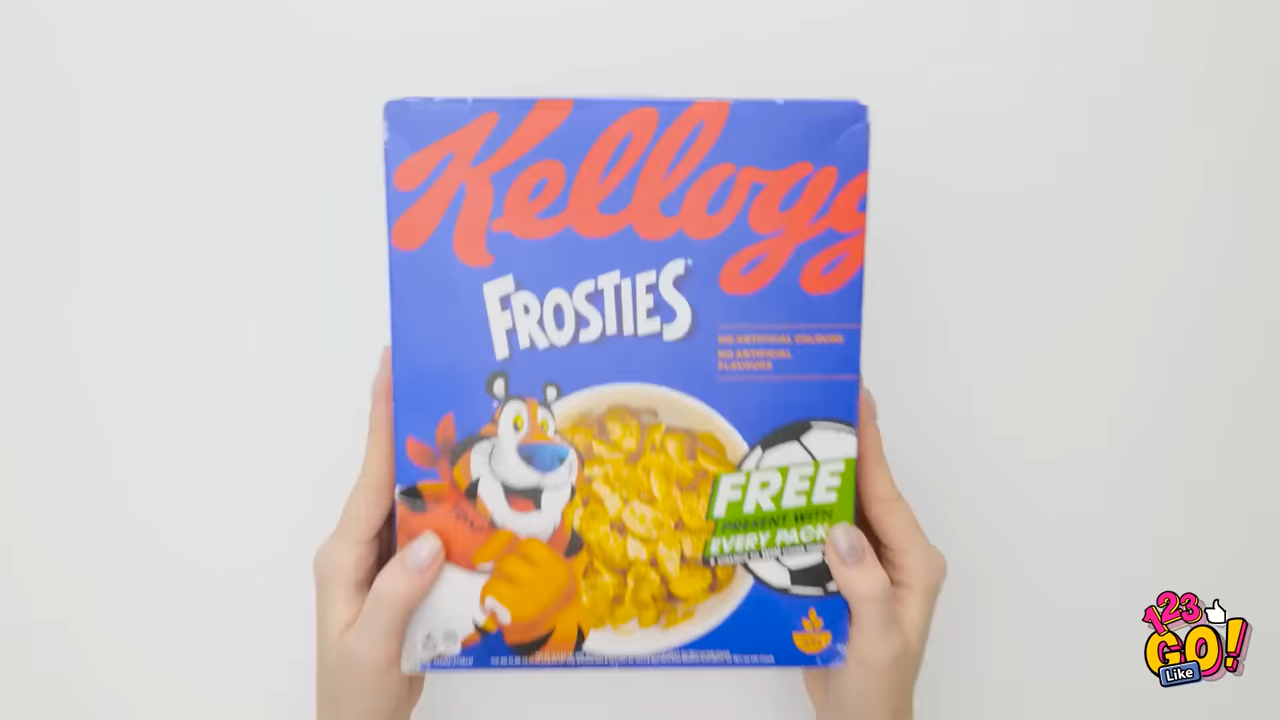 Kellogg
FROSTIES
NO ARTIFICIAL COLOURS
NO ARTIFICIAL
FLAVOURS
FREE
PRESENT WITH
EVERY PACK
123
GO!
Like